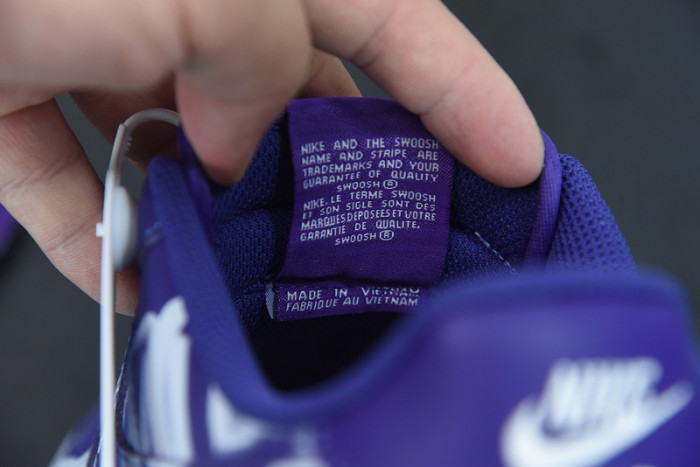 NIKE AND THE SWOOSH
NAME AND STRIPE ARE
TRADEMARKS AND YOUR
GUARANTEE OF QUALITY
SWOOSH ®
NIKE. LE TERME SWOOSH
ET SON SIGLE SONT DES
MARQUES DEPOSEES ET VOTRE
GARANTIE DE QUALITE.
SWOOSH ®
MADE IN VIETNAM
FABRIQUE AU VIETNAM
NIKE